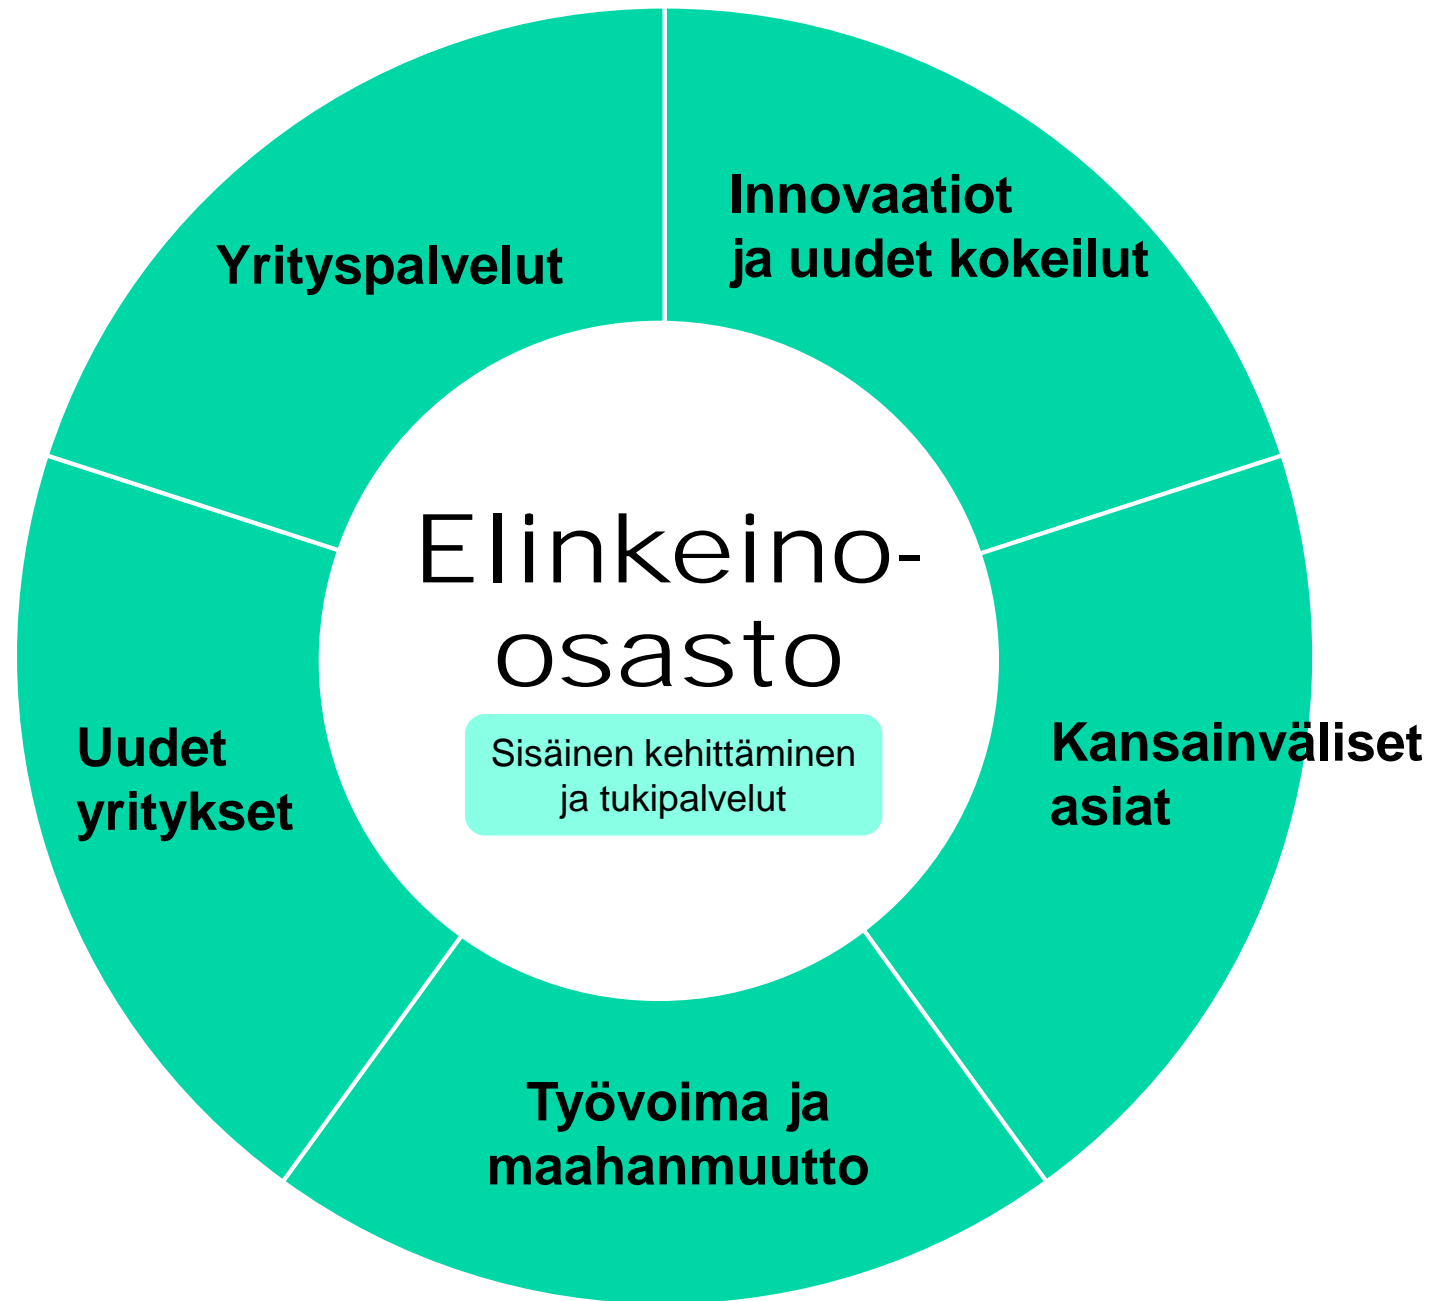 Innovaatiot
ja uudet kokeilut
Yrityspalvelut
Elinkeino-
osasto
Sisäinen kehittäminen
ja tukipalvelut
Uudet
yritykset
Kansainväliset
asiat
Työvoima ja
maahanmuutto